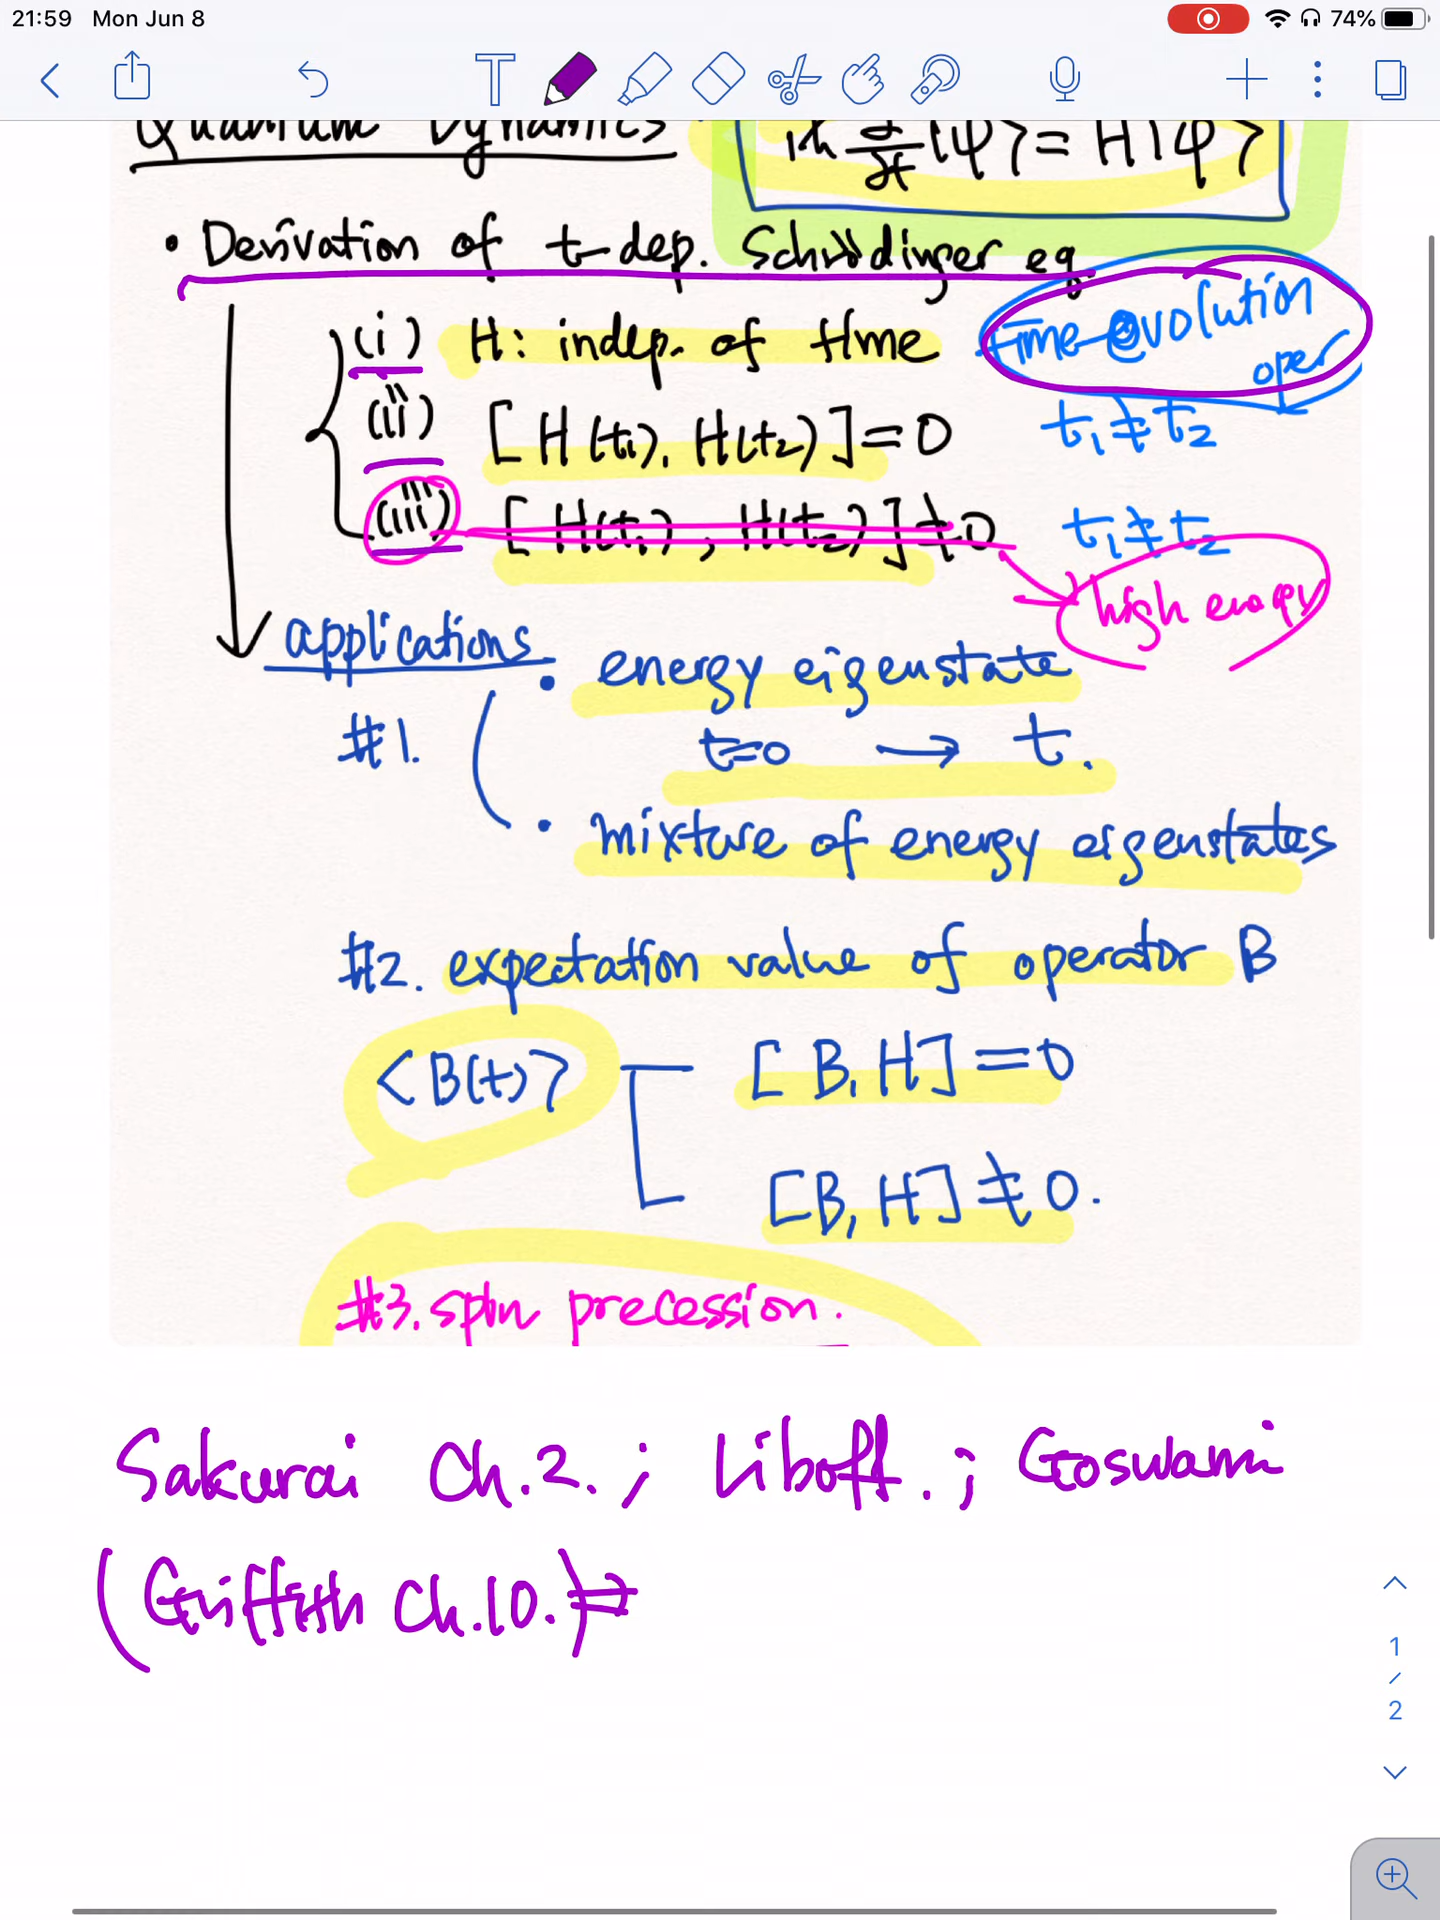 21:59 Mon Jun 8 74%
T
Quantum Dynamics iħ ∂/∂t |ψ> = H|ψ>
• Derivation of t-dep. Schrödinger eq.
(i) H: indep. of time time-evolution oper
(ii) [H(t₁), H(t₂)] = 0 t₁ ≠ t₂
(iii) [H(t₁), H(t₂)] ≠ 0 t₁ ≠ t₂
high energy
applications
#1. • energy eigenstate
t=0 → t.
• mixture of energy eigenstates
#2. expectation value of operator B
<B(t)> [B, H] = 0
[B, H] ≠ 0.
#3. spin precession.
Sakurai Ch.2. ; Liboff. ; Goswami
(Griffith Ch.10.)
1
/
2